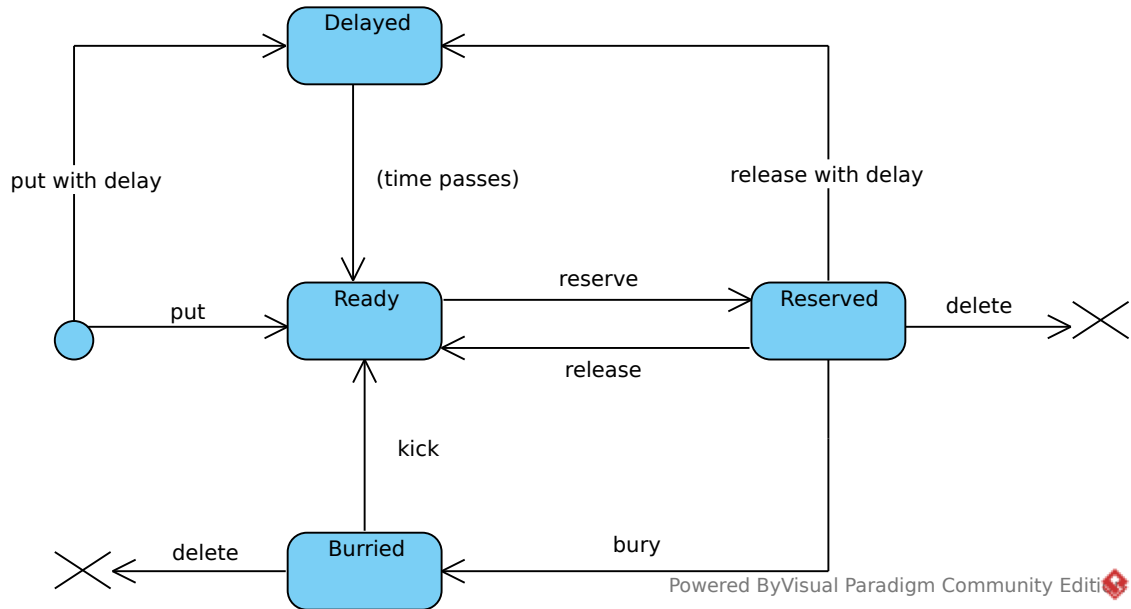 Delayed
put with delay
(time passes)
release with delay
reserve
Ready
Reserved
put
delete
release
kick
Burried
delete
bury
Powered ByVisual Paradigm Community Editi